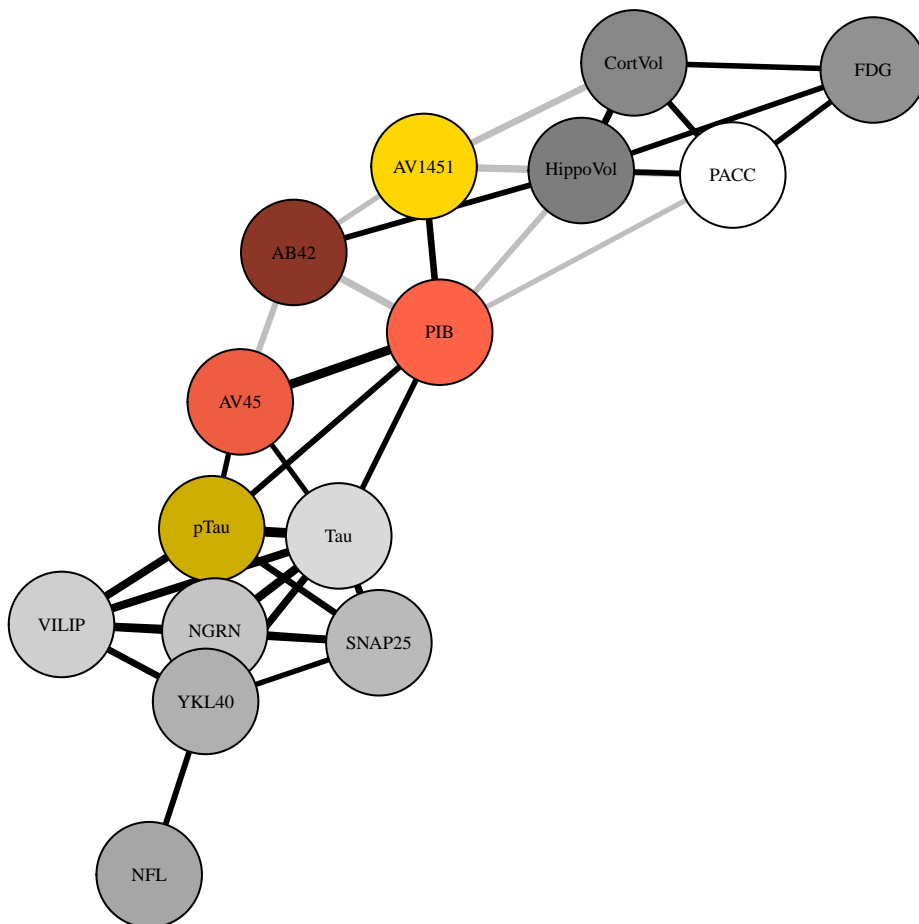 CortVol
FDG
AV1451
HippoVol
PACC
AB42
PIB
AV45
pTau
Tau
VILIP
NGRN
SNAP25
YKL40
NFL